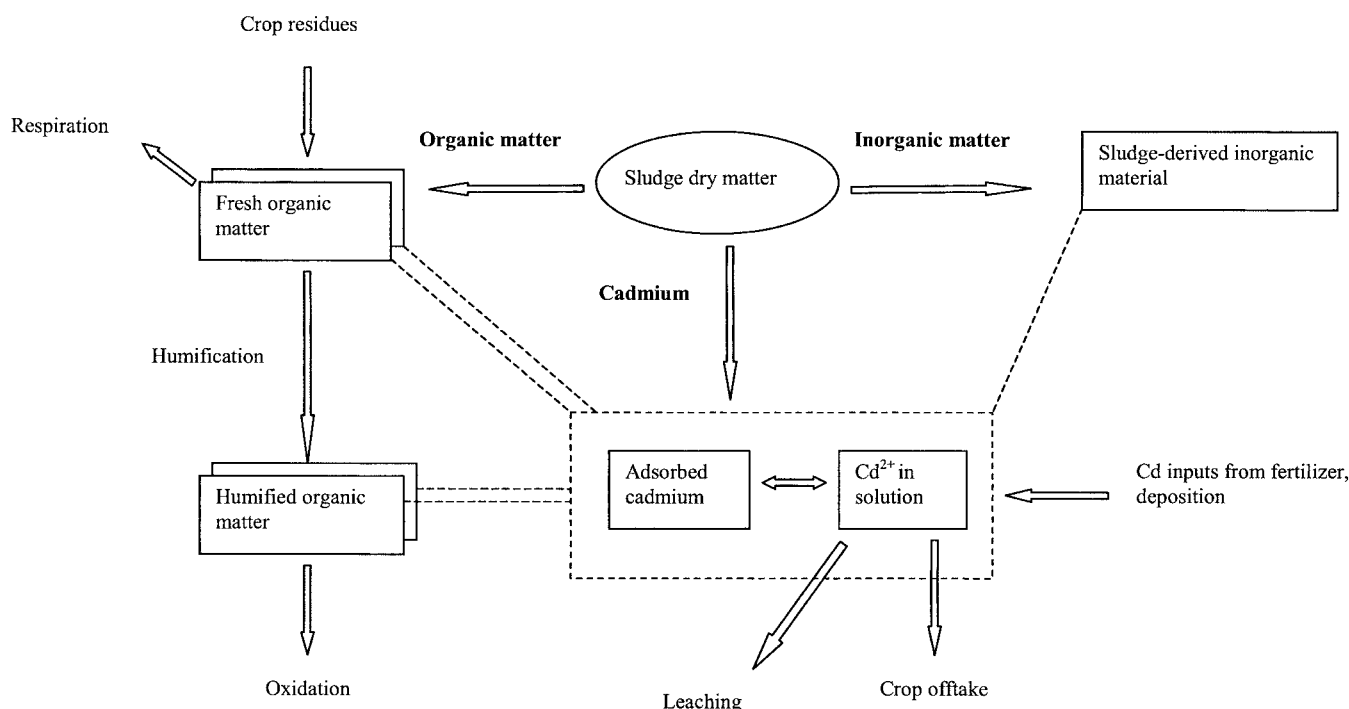 Crop residues
Respiration
Organic matter
Inorganic matter
Sludge dry matter
Sludge-derived inorganic
material
Fresh organic
matter
Cadmium
Humification
Adsorbed
cadmium
Cd²⁺ in
solution
Cd inputs from fertilizer,
deposition
Humified organic
matter
Oxidation
Leaching
Crop offtake